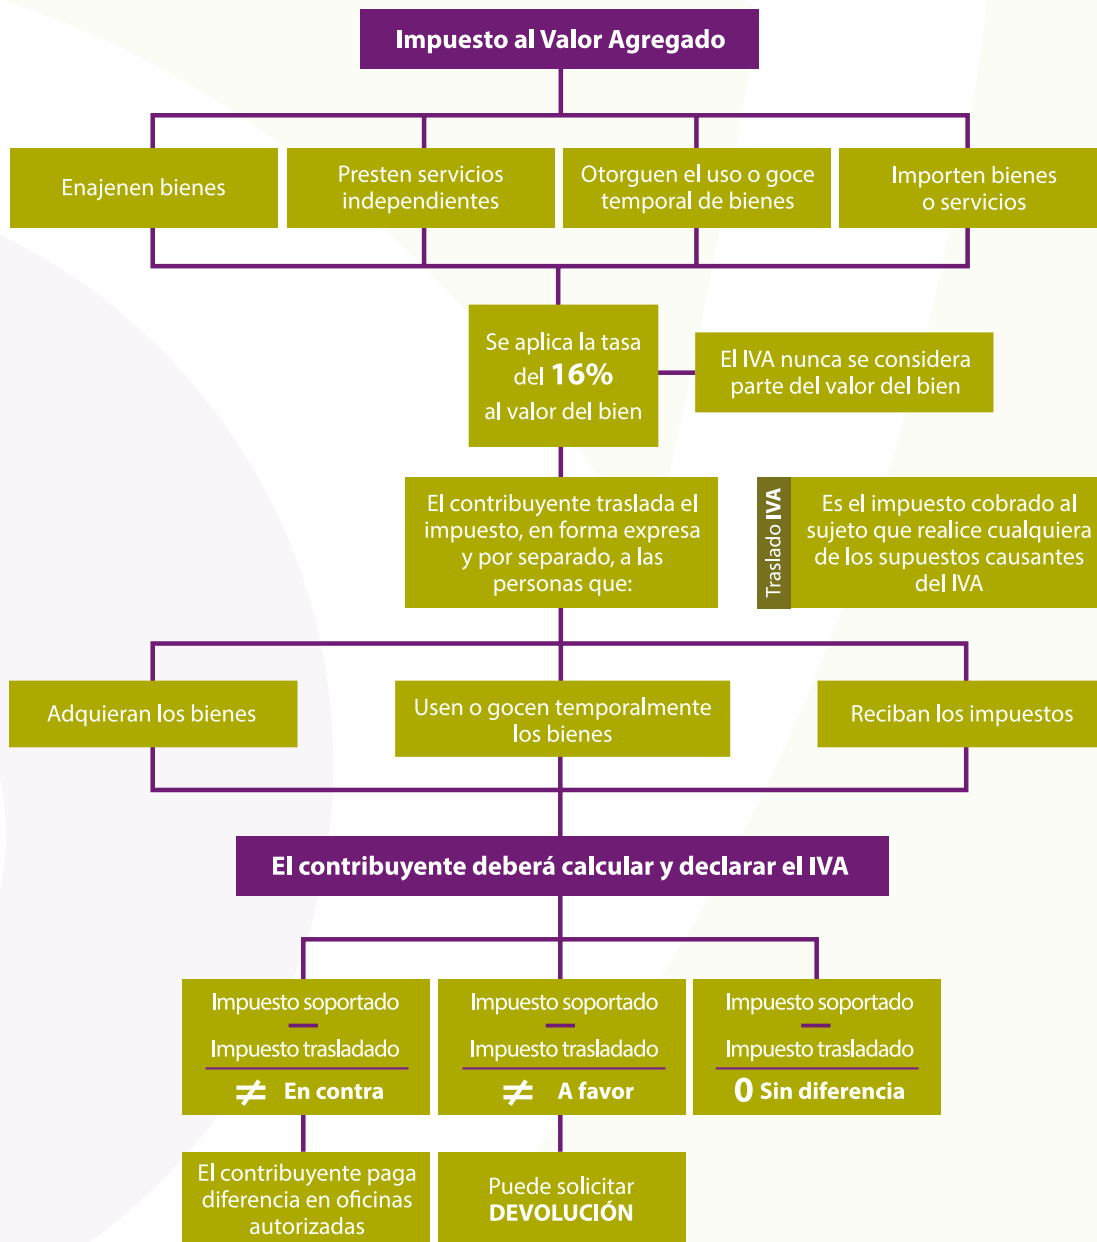 Impuesto al Valor Agregado
Enajenen bienes
Presten servicios
independientes
Otorguen el uso o goce
temporal de bienes
Importen bienes
o servicios
Se aplica la tasa
del 16%
al valor del bien
El IVA nunca se considera
parte del valor del bien
El contribuyente traslada el
impuesto, en forma expresa
y por separado, a las
personas que:
Traslado IVA
Es el impuesto cobrado al
sujeto que realice cualquiera
de los supuestos causantes
del IVA
Adquieran los bienes
Usen o gocen temporalmente
los bienes
Reciban los impuestos
El contribuyente deberá calcular y declarar el IVA
Impuesto soportado
—
Impuesto trasladado
≠ En contra
Impuesto soportado
—
Impuesto trasladado
≠ A favor
Impuesto soportado
—
Impuesto trasladado
0 Sin diferencia
El contribuyente paga
diferencia en oficinas
autorizadas
Puede solicitar
DEVOLUCIÓN